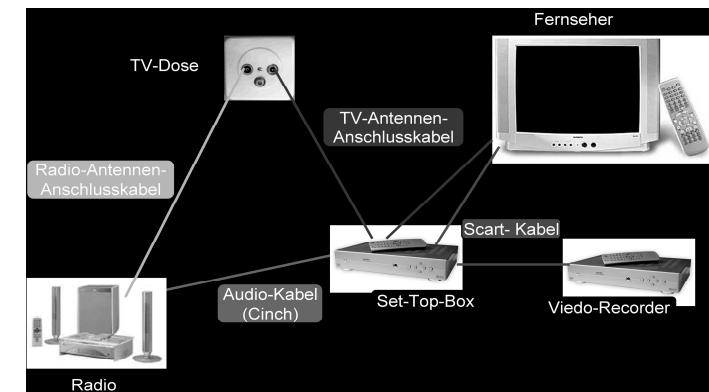 Fernseher
TV-Dose
TV-Antennen-
Anschlusskabel
Radio-Antennen-
Anschlusskabel
Scart- Kabel
Audio-Kabel
(Cinch)
Set-Top-Box
Viedo-Recorder
Radio